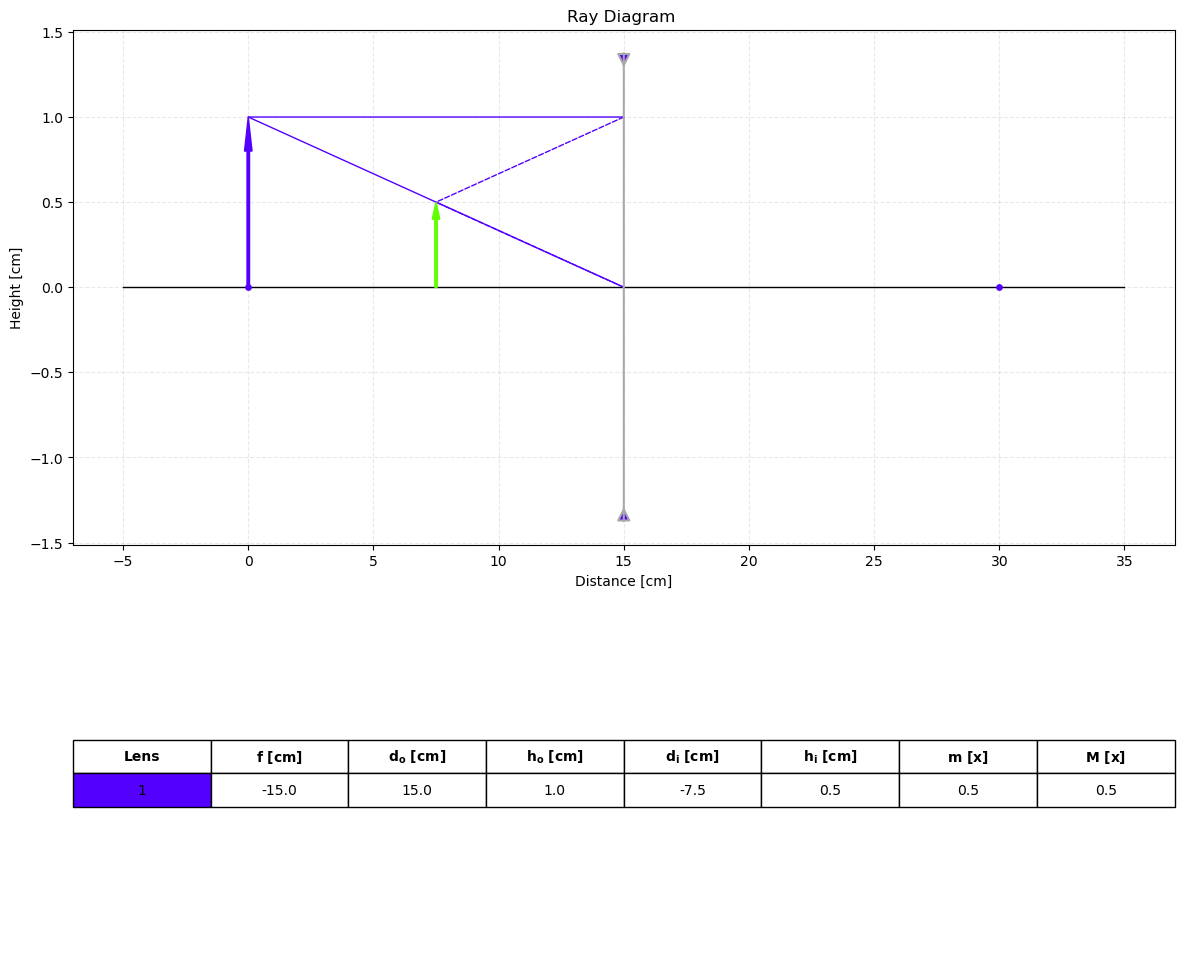 Ray Diagram
1.5
1.0
0.5
0.0
−0.5
−1.0
−1.5
Height [cm]
−5 0 5 10 15 20 25 30 35
Distance [cm]
Lens f [cm] dₒ [cm] hₒ [cm] dᵢ [cm] hᵢ [cm] m [x] M [x]
1 -15.0 15.0 1.0 -7.5 0.5 0.5 0.5